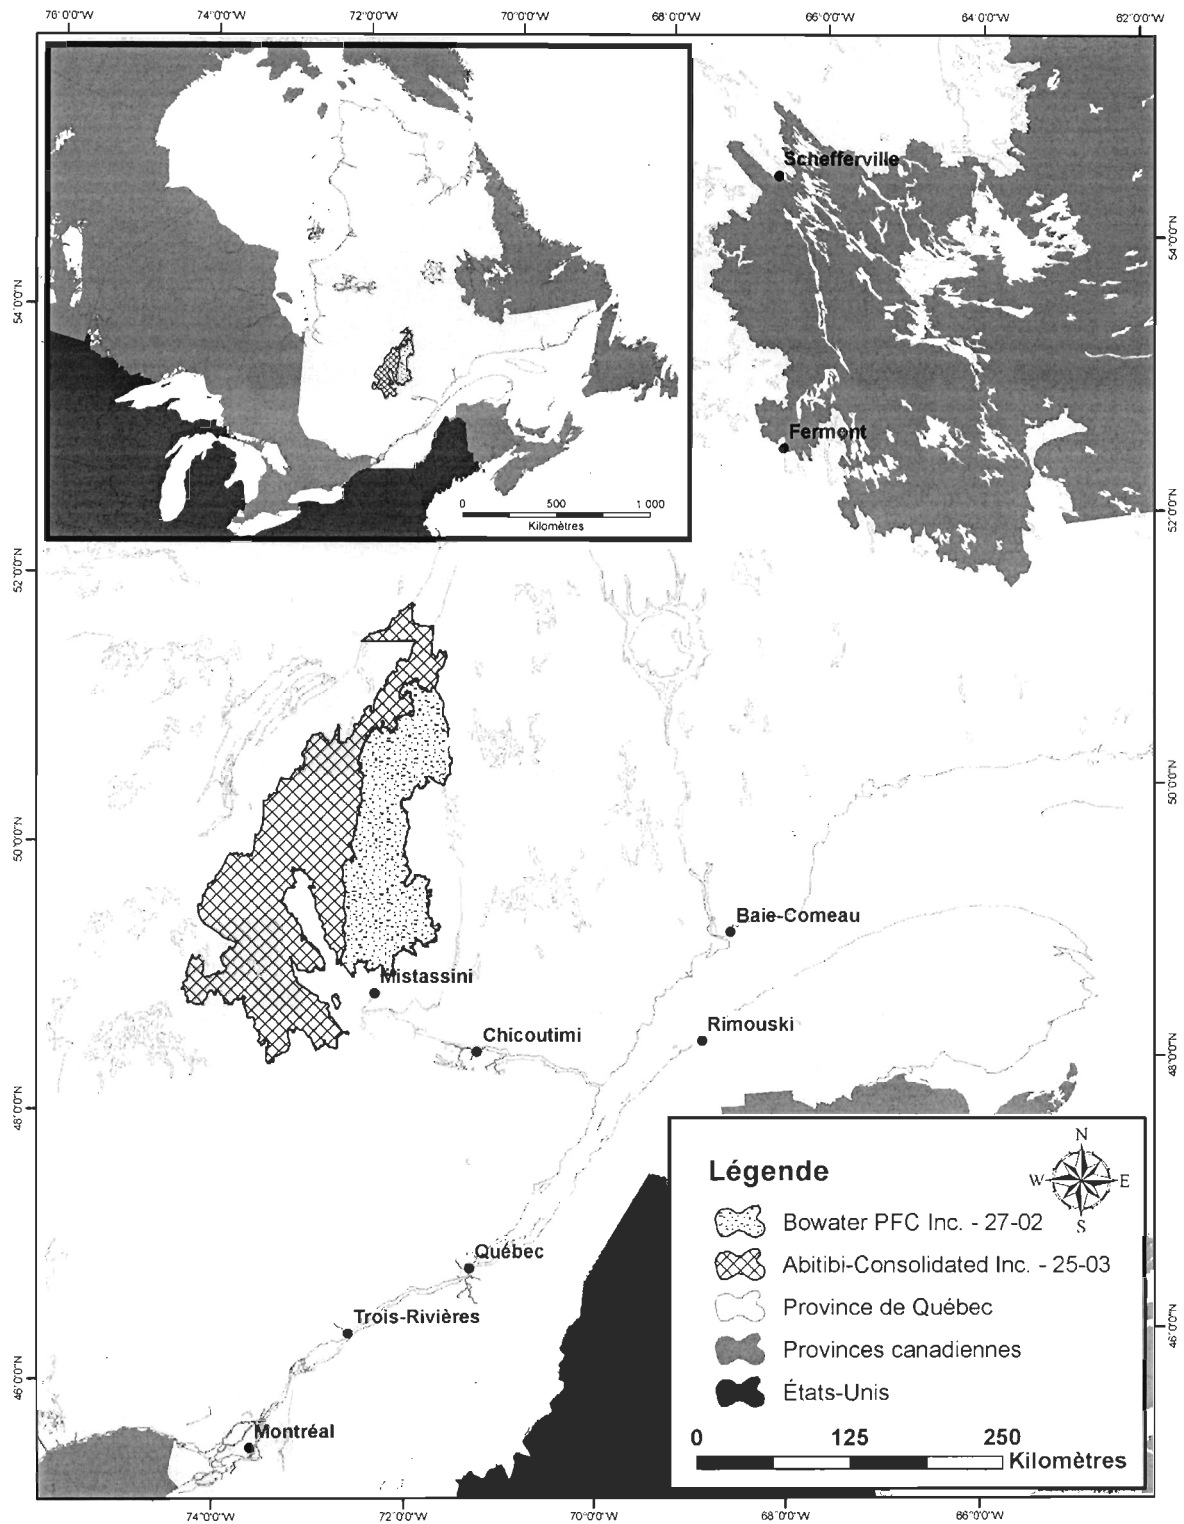 76°0'0"W 74°0'0"W 72°0'0"W 70°0'0"W 68°0'0"W 66°0'0"W 64°0'0"W 62°0'0"W
54°0'0"N
52°0'0"N
50°0'0"N
48°0'0"N
46°0'0"N
54°0'0"N
52°0'0"N
50°0'0"N
48°0'0"N
46°0'0"N
0 500 1 000
Kilomètres
Schefferville
Fermont
Baie-Comeau
Mistassini
Rimouski
Chicoutimi
Québec
Trois-Rivières
Montréal
Légende
N
W E
S
Bowater PFC Inc. - 27-02
Abitibi-Consolidated Inc. - 25-03
Province de Québec
Provinces canadiennes
États-Unis
0 125 250
Kilomètres
74°0'0"W 72°0'0"W 70°0'0"W 68°0'0"W 66°0'0"W